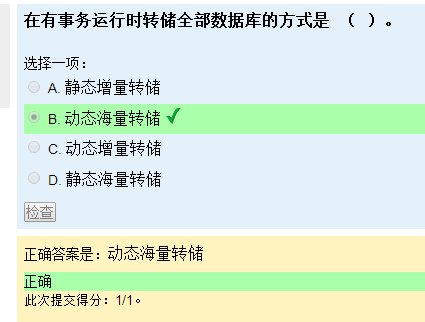 在有事务运行时转储全部数据库的方式是 （ ）。
选择一项：
A. 静态增量转储
B. 动态海量转储
C. 动态增量转储
D. 静态海量转储
检查
正确答案是：动态海量转储
正确
此次提交得分：1/1。